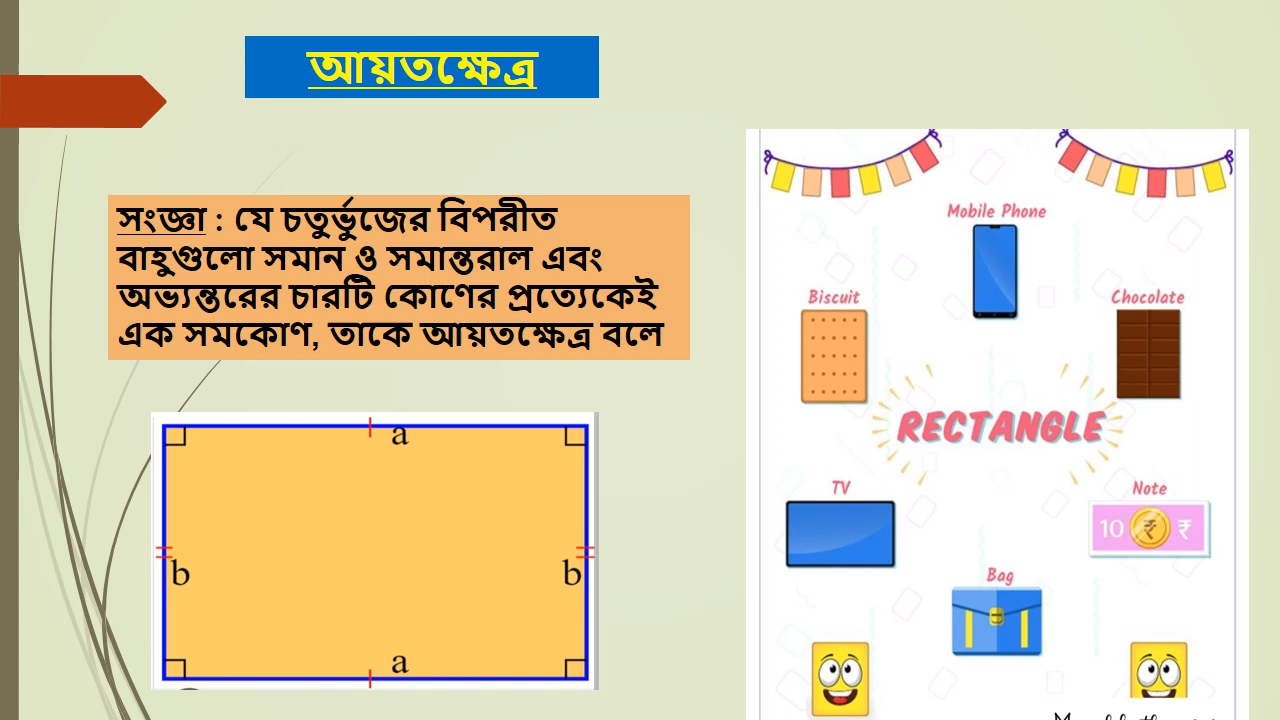 আয়তক্ষেত্র
সংজ্ঞা : যে চতুর্ভুজের বিপরীত
বাহুগুলো সমান ও সমান্তরাল এবং
অভ্যন্তরের চারটি কোণের প্রত্যেকেই
এক সমকোণ, তাকে আয়তক্ষেত্র বলে
a
b
b
a
Mobile Phone
Biscuit
Chocolate
RECTANGLE
TV
Note
10 ₹ ₹
Bag